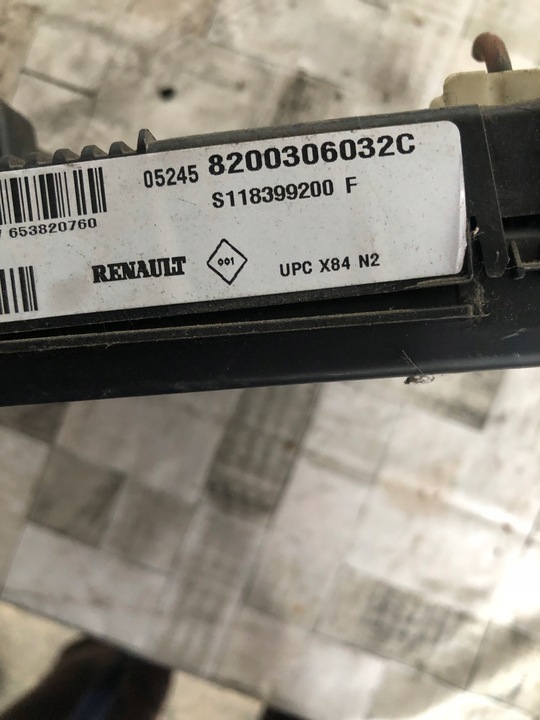 05245 8200306032C
S118399200 F
653820760
RENAULT 001 UPC X84 N2